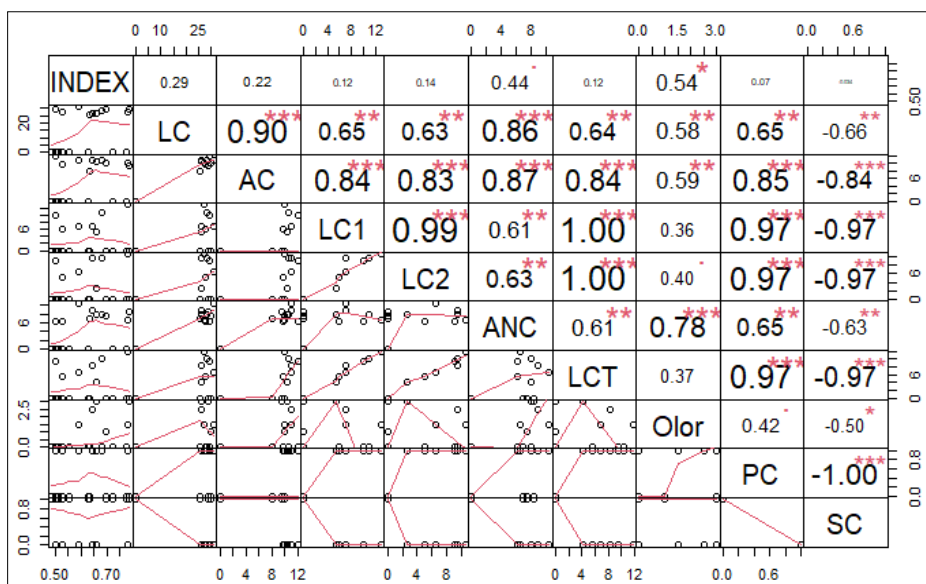 0 10 25 0 4 8 12 0 4 8 0.0 1.5 3.0 0.0 0.6
INDEX 0.29 0.22 0.12 0.14 0.44 . 0.12 0.54 * 0.07 0.50
0 20 LC 0.90 *** 0.65 ** 0.63 ** 0.86 *** 0.64 ** 0.58 ** 0.65 ** -0.66 **
AC 0.84 *** 0.83 *** 0.87 *** 0.84 *** 0.59 ** 0.85 *** -0.84 *** 0 6
0 6 LC1 0.99 *** 0.61 ** 1.00 *** 0.36 0.97 *** -0.97 ***
LC2 0.63 ** 1.00 *** 0.40 . 0.97 *** -0.97 *** 0 6
0 6 ANC 0.61 ** 0.78 *** 0.65 ** -0.63 **
LCT 0.37 0.97 *** -0.97 *** 0 6
0.0 2.5 Olor 0.42 . -0.50 *
PC -1.00 *** 0.0 0.8
0.0 0.8 SC
0.50 0.70 0 4 8 12 0 4 8 0 4 8 12 0.0 0.6